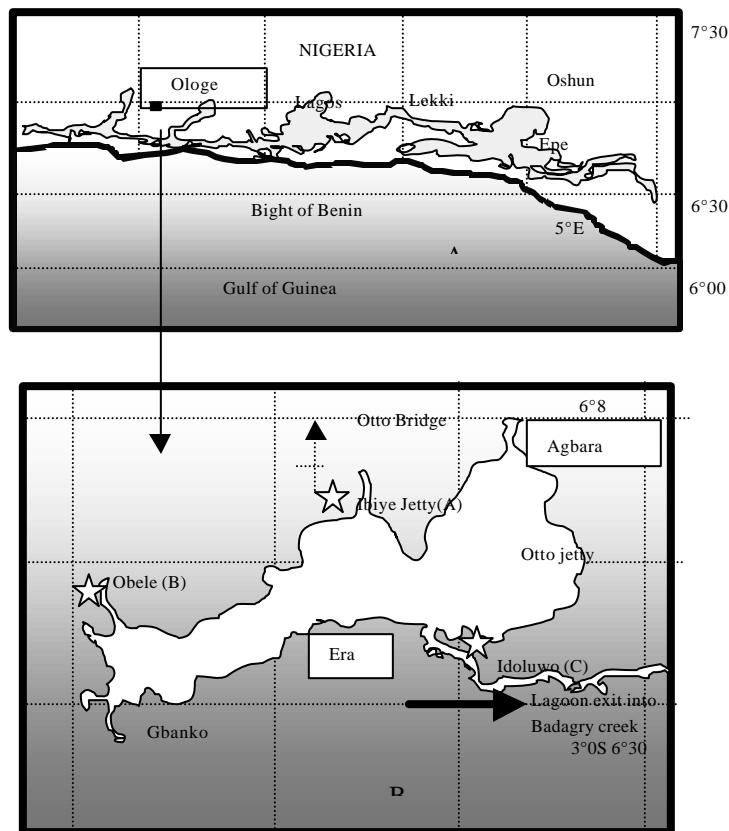 7°30
NIGERIA
Ologe
Oshun
Lagos
Lekki
Epe
6°30
Bight of Benin
5°E
A
Gulf of Guinea
6°00
6°8
Otto Bridge
Agbara
Ibiye Jetty(A)
Otto jetty
Obele (B)
Era
Idoluwo (C)
Lagoon exit into
Gbanko
Badagry creek
3°0S 6°30
B